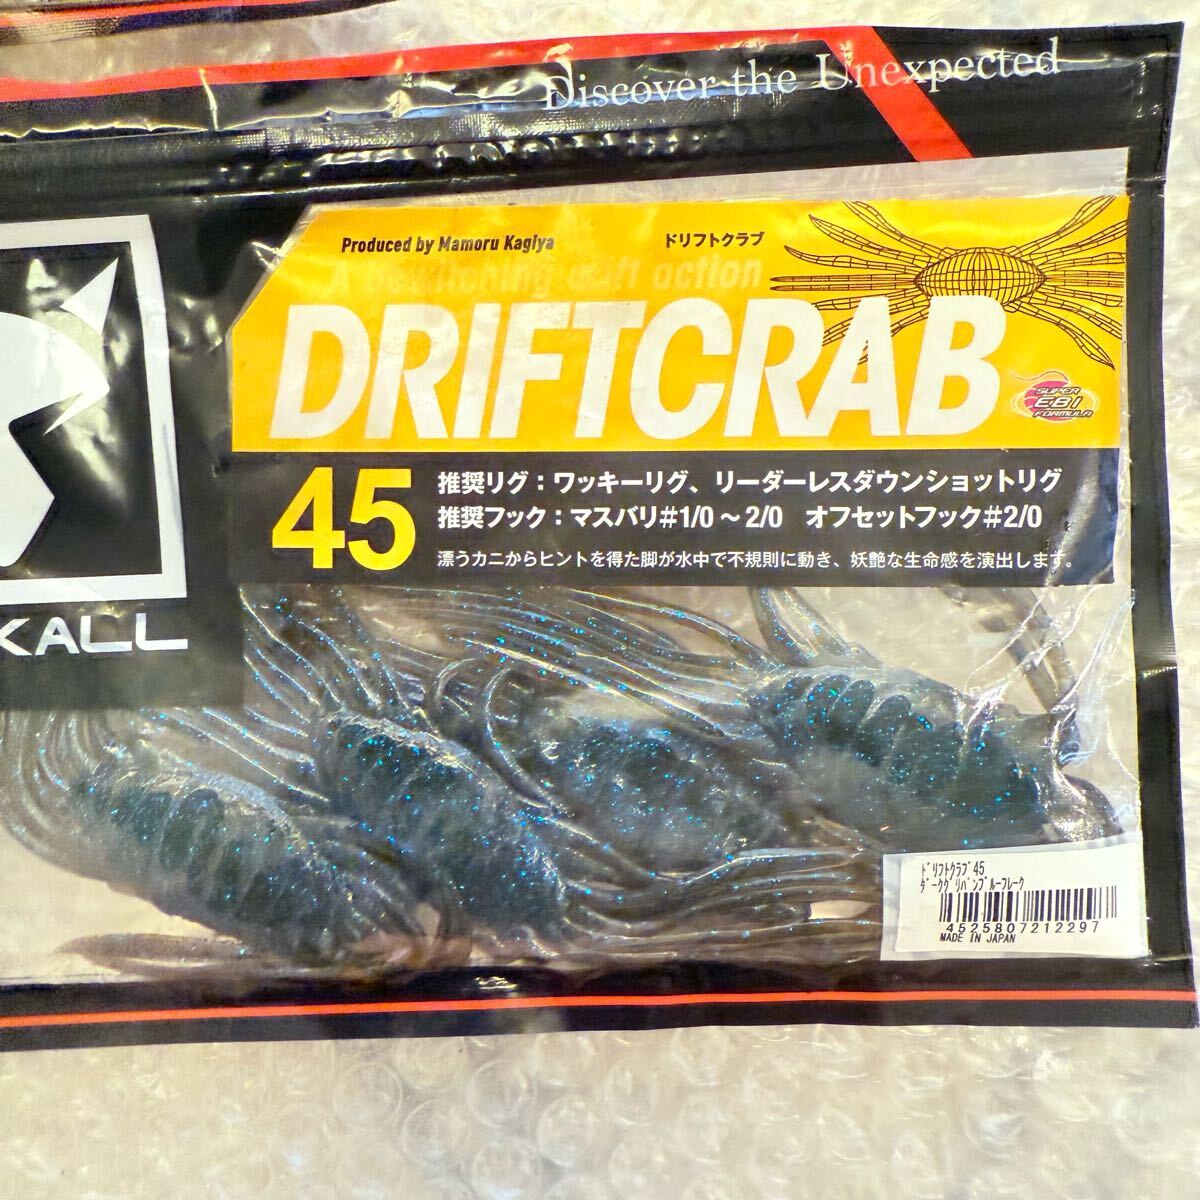 Discover the Unexpected
Produced by Mamoru Kagiya
ドリフトクラブ
A bewitching drift action
DRIFTCRAB
SUPER
EBI
FORMULA
45
推奨リグ：ワッキーリグ、リーダーレスダウンショットリグ
推奨フック：マスバリ#1/0～2/0　オフセットフック#2/0
漂うカニからヒントを得た脚が水中で不規則に動き、妖艶な生命感を演出します。
KALL
ﾄﾞﾘﾌﾄｸﾗﾌﾞ45
ﾀﾞｰｸｸﾞﾘﾊﾟﾝﾌﾞﾙｰﾌﾚｰｸ
4525807212297
MADE IN JAPAN